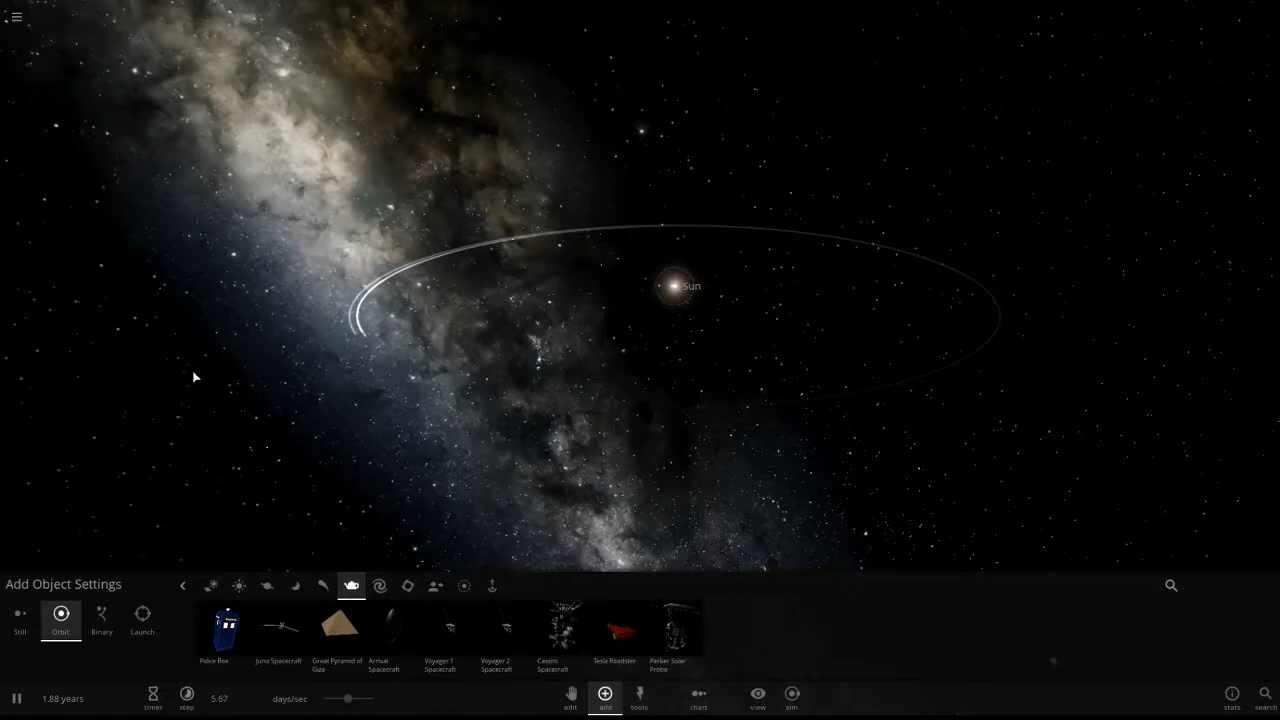 Sun
Add Object Settings
Still
Orbit
Binary
Launch
Police Box
Juno Spacecraft
Great Pyramid of
Giza
Arrival
Spacecraft
Voyager 1
Spacecraft
Voyager 2
Spacecraft
Cassini
Spacecraft
Tesla Roadster
Parker Solar
Probe
1.88 years
timer
step
5.67
days/sec
edit
add
tools
chart
view
sim
stats
search